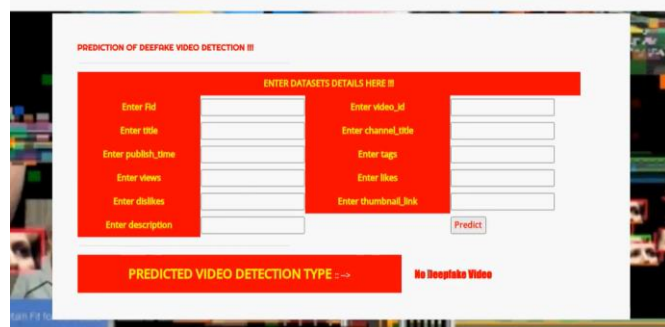 PREDICTION OF DEEFAKE VIDEO DETECTION !!!
ENTER DATASETS DETAILS HERE !!!
Enter Fid Enter video_id
Enter title Enter channel_title
Enter publish_time Enter tags
Enter views Enter likes
Enter dislikes Enter thumbnail_link
Enter description Predict
PREDICTED VIDEO DETECTION TYPE :: --> No Deepfake Video